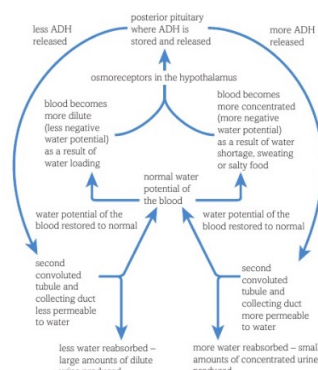 less ADH
released
posterior pituitary
where ADH is
stored and released
more ADH
released
osmoreceptors in the hypothalamus
blood becomes
more dilute
(less negative
water potential)
as a result of
water loading
blood becomes
more concentrated
(more negative
water potential)
as a result of water
shortage, sweating
or salty food
normal water
potential of
the blood
water potential of the
blood restored to normal
water potential of the
blood restored to normal
second
convoluted
tubule and
collecting duct
less permeable
to water
second
convoluted
tubule and
collecting duct
more permeable
to water
less water reabsorbed –
large amounts of dilute
urine produced
more water reabsorbed – small
amounts of concentrated urine
produced